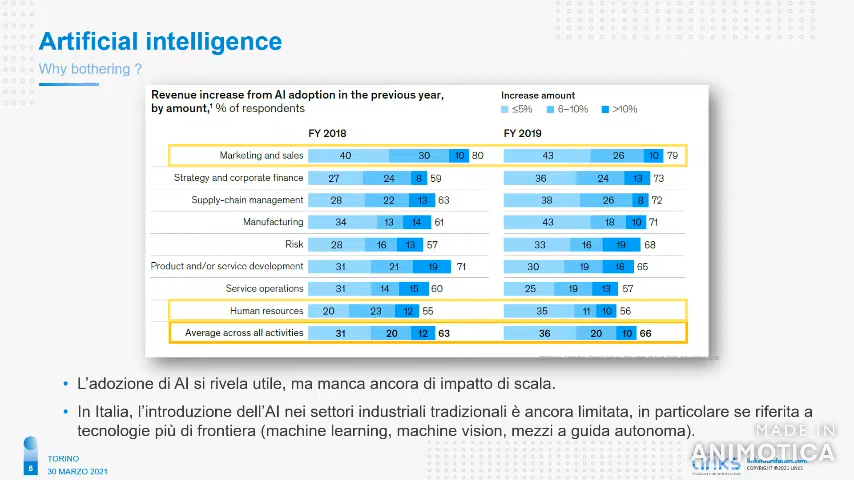 Artificial intelligence
Why bothering ?
Revenue increase from AI adoption in the previous year,
by amount,¹ % of respondents
Increase amount
≤5% 6–10% >10%
FY 2018 FY 2019
Marketing and sales 40 30 10 80 43 26 10 79
Strategy and corporate finance 27 24 8 59 36 24 13 73
Supply-chain management 28 22 13 63 38 26 8 72
Manufacturing 34 13 14 61 43 18 10 71
Risk 28 16 13 57 33 16 19 68
Product and/or service development 31 21 19 71 30 19 16 65
Service operations 31 14 15 60 25 19 13 57
Human resources 20 23 12 55 35 11 10 56
Average across all activities 31 20 12 63 36 20 10 66
• L’adozione di AI si rivela utile, ma manca ancora di impatto di scala.
• In Italia, l’introduzione dell’AI nei settori industriali tradizionali è ancora limitata, in particolare se riferita a
tecnologie più di frontiera (machine learning, machine vision, mezzi a guida autonoma).
MADE IN
ANIMOTICA
6
TORINO
30 MARZO 2021
LINKS
linksfoundation.com
COPYRIGHT ©2021 LINKS